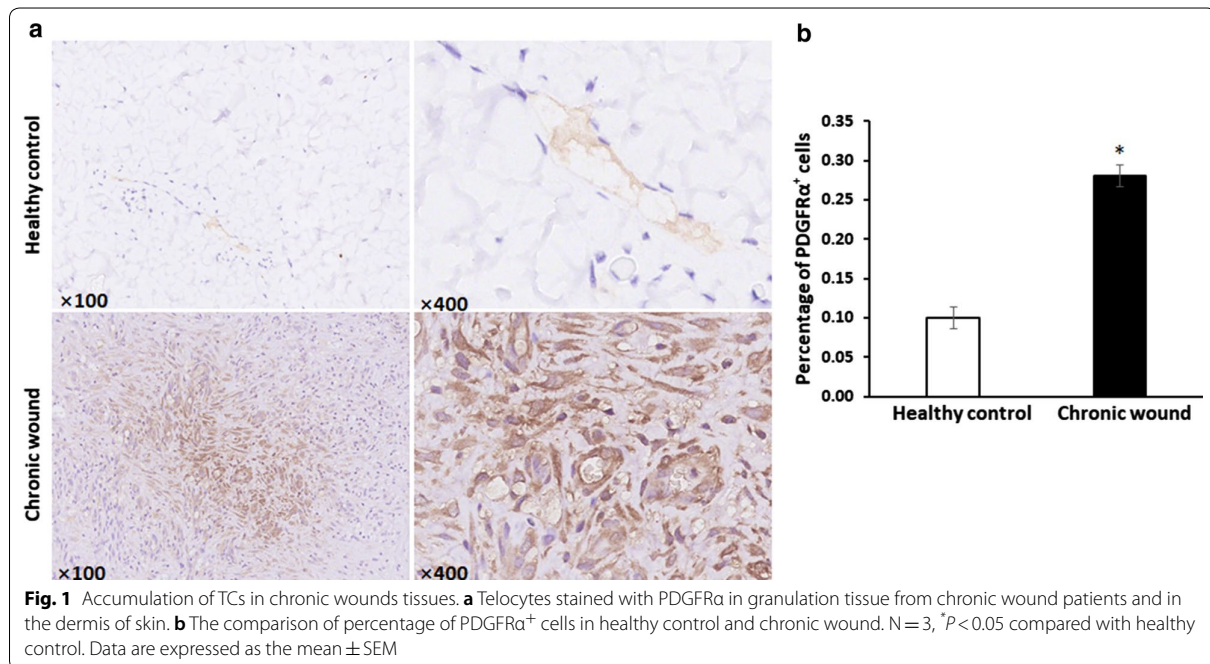 a
b
Healthy control
×100
×400
Chronic wound
×100
×400
Percentage of PDGFRα⁺ cells
0.35
0.30
0.25
0.20
0.15
0.10
0.05
0.00
*
Healthy control
Chronic wound
Fig. 1 Accumulation of TCs in chronic wounds tissues. a Telocytes stained with PDGFRα in granulation tissue from chronic wound patients and in
the dermis of skin. b The comparison of percentage of PDGFRα⁺ cells in healthy control and chronic wound. N = 3, *P < 0.05 compared with healthy
control. Data are expressed as the mean ± SEM